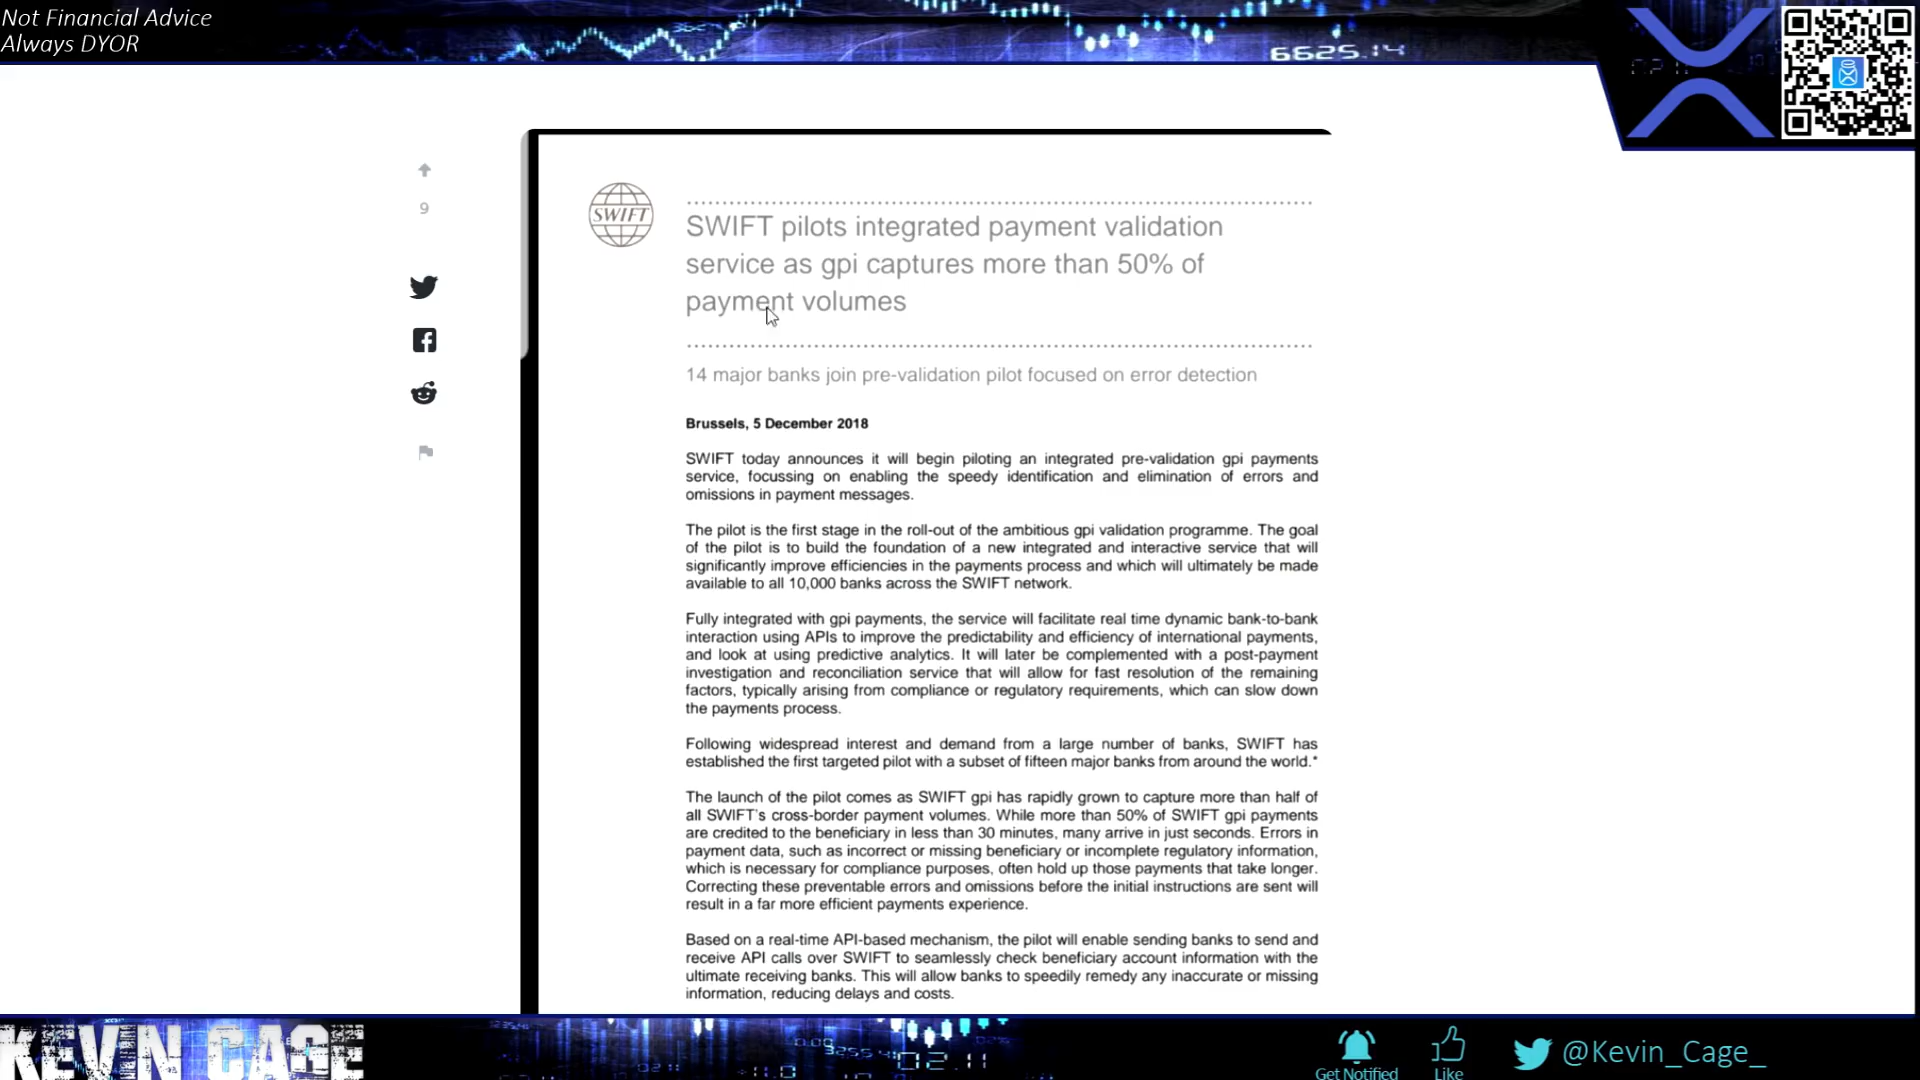 Not Financial Advice
Always DYOR
6625.14
9
SWIFT
SWIFT pilots integrated payment validation
service as gpi captures more than 50% of
payment volumes
14 major banks join pre-validation pilot focused on error detection
Brussels, 5 December 2018
SWIFT today announces it will begin piloting an integrated pre-validation gpi payments
service, focussing on enabling the speedy identification and elimination of errors and
omissions in payment messages.
The pilot is the first stage in the roll-out of the ambitious gpi validation programme. The goal
of the pilot is to build the foundation of a new integrated and interactive service that will
significantly improve efficiencies in the payments process and which will ultimately be made
available to all 10,000 banks across the SWIFT network.
Fully integrated with gpi payments, the service will facilitate real time dynamic bank-to-bank
interaction using APIs to improve the predictability and efficiency of international payments,
and look at using predictive analytics. It will later be complemented with a post-payment
investigation and reconciliation service that will allow for fast resolution of the remaining
factors, typically arising from compliance or regulatory requirements, which can slow down
the payments process.
Following widespread interest and demand from a large number of banks, SWIFT has
established the first targeted pilot with a subset of fifteen major banks from around the world.*
The launch of the pilot comes as SWIFT gpi has rapidly grown to capture more than half of
all SWIFT's cross-border payment volumes. While more than 50% of SWIFT gpi payments
are credited to the beneficiary in less than 30 minutes, many arrive in just seconds. Errors in
payment data, such as incorrect or missing beneficiary or incomplete regulatory information,
which is necessary for compliance purposes, often hold up those payments that take longer.
Correcting these preventable errors and omissions before the initial instructions are sent will
result in a far more efficient payments experience.
Based on a real-time API-based mechanism, the pilot will enable sending banks to send and
receive API calls over SWIFT to seamlessly check beneficiary account information with the
ultimate receiving banks. This will allow banks to speedily remedy any inaccurate or missing
information, reducing delays and costs.
KEVIN CAGE
02.11
Get Notified
Like
@Kevin_Cage_